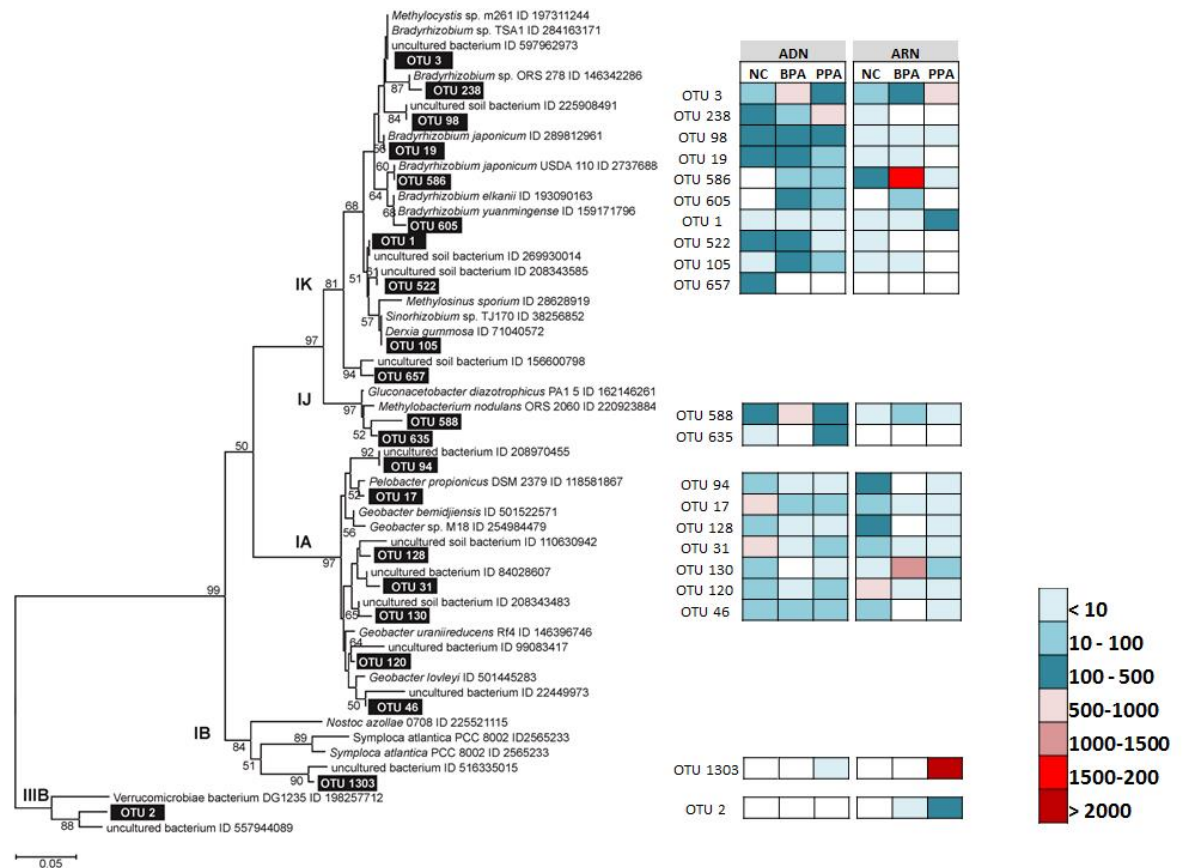 Methylocystis sp. m261 ID 197311244
Bradyrhizobium sp. TSA1 ID 284163171
uncultured bacterium ID 597962973
OTU 3
Bradyrhizobium sp. ORS 278 ID 146342286
87
OTU 238
uncultured soil bacterium ID 225908491
84
OTU 98
Bradyrhizobium japonicum ID 289812961
56
OTU 19
60
Bradyrhizobium japonicum USDA 110 ID 2737688
OTU 586
64
Bradyrhizobium elkanii ID 193090163
68
Bradyrhizobium yuanmingense ID 159171796
68
OTU 605
OTU 1
uncultured soil bacterium ID 269930014
51
61
uncultured soil bacterium ID 208343585
IK
81
OTU 522
Methylosinus sporium ID 28628919
57
Sinorhizobium sp. TJ170 ID 38256852
Derxia gummosa ID 71040572
97
OTU 105
uncultured soil bacterium ID 156600798
94
OTU 657
IJ
Gluconacetobacter diazotrophicus PA1 5 ID 162146261
97
Methylobacterium nodulans ORS 2060 ID 220923884
OTU 588
52
OTU 635
50
92
uncultured bacterium ID 208970455
OTU 94
Pelobacter propionicus DSM 2379 ID 118581867
52
OTU 17
Geobacter bemidjiensis ID 501522571
56
Geobacter sp. M18 ID 254984479
IA
uncultured soil bacterium ID 110630942
97
OTU 128
uncultured bacterium ID 84028607
OTU 31
99
uncultured soil bacterium ID 208343483
65
OTU 130
Geobacter uraniireducens Rf4 ID 146396746
64
uncultured bacterium ID 99083417
OTU 120
Geobacter lovleyi ID 501445283
uncultured bacterium ID 22449973
50
OTU 46
Nostoc azollae 0708 ID 225521115
IB
84
89
Symploca atlantica PCC 8002 ID2565233
Symploca atlantica PCC 8002 ID 2565233
51
uncultured bacterium ID 516335015
90
OTU 1303
IIIB
Verrucomicrobiae bacterium DG1235 ID 198257712
OTU 2
88
uncultured bacterium ID 557944089
0.05
ADN ARN
NC BPA PPA NC BPA PPA
OTU 3
OTU 238
OTU 98
OTU 19
OTU 586
OTU 605
OTU 1
OTU 522
OTU 105
OTU 657
OTU 588
OTU 635
OTU 94
OTU 17
OTU 128
OTU 31
OTU 130
OTU 120
OTU 46
OTU 1303
OTU 2
< 10
10 - 100
100 - 500
500-1000
1000-1500
1500-200
> 2000